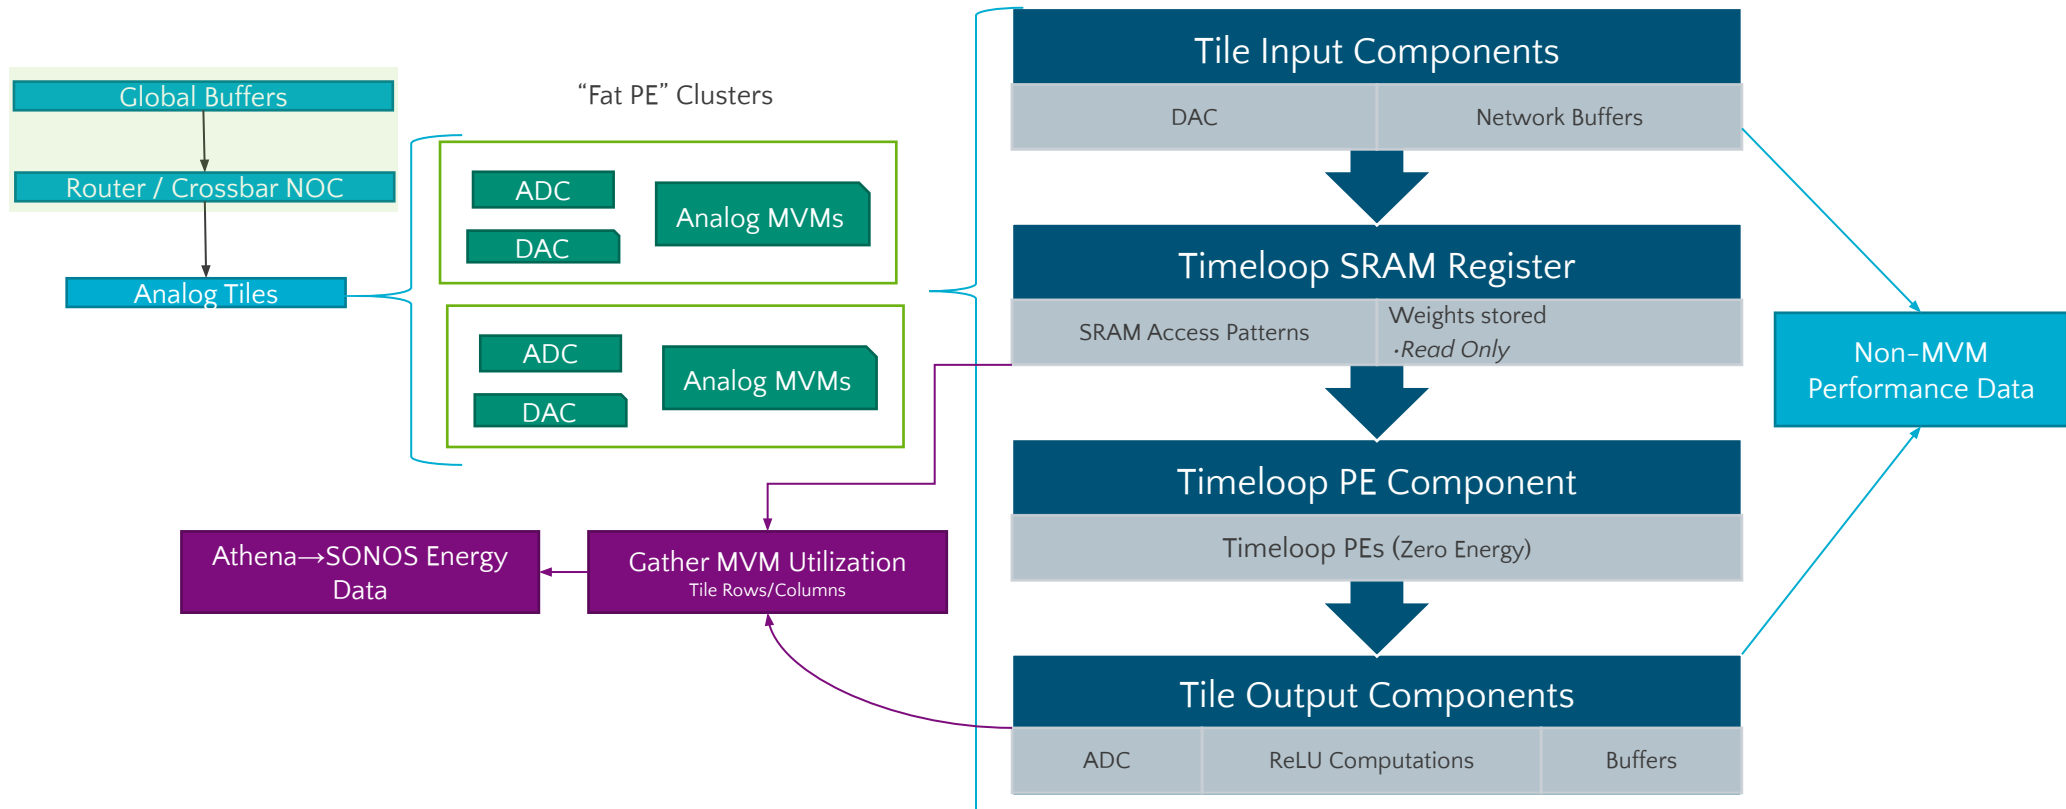 Global Buffers
Router / Crossbar NOC
Analog Tiles
“Fat PE” Clusters
ADC
DAC
Analog MVMs
ADC
DAC
Analog MVMs
Tile Input Components
DAC
Network Buffers
Timeloop SRAM Register
SRAM Access Patterns
Weights stored
•Read Only
Timeloop PE Component
Timeloop PEs (Zero Energy)
Tile Output Components
ADC
ReLU Computations
Buffers
Non-MVM
Performance Data
Gather MVM Utilization
Tile Rows/Columns
Athena→SONOS Energy
Data